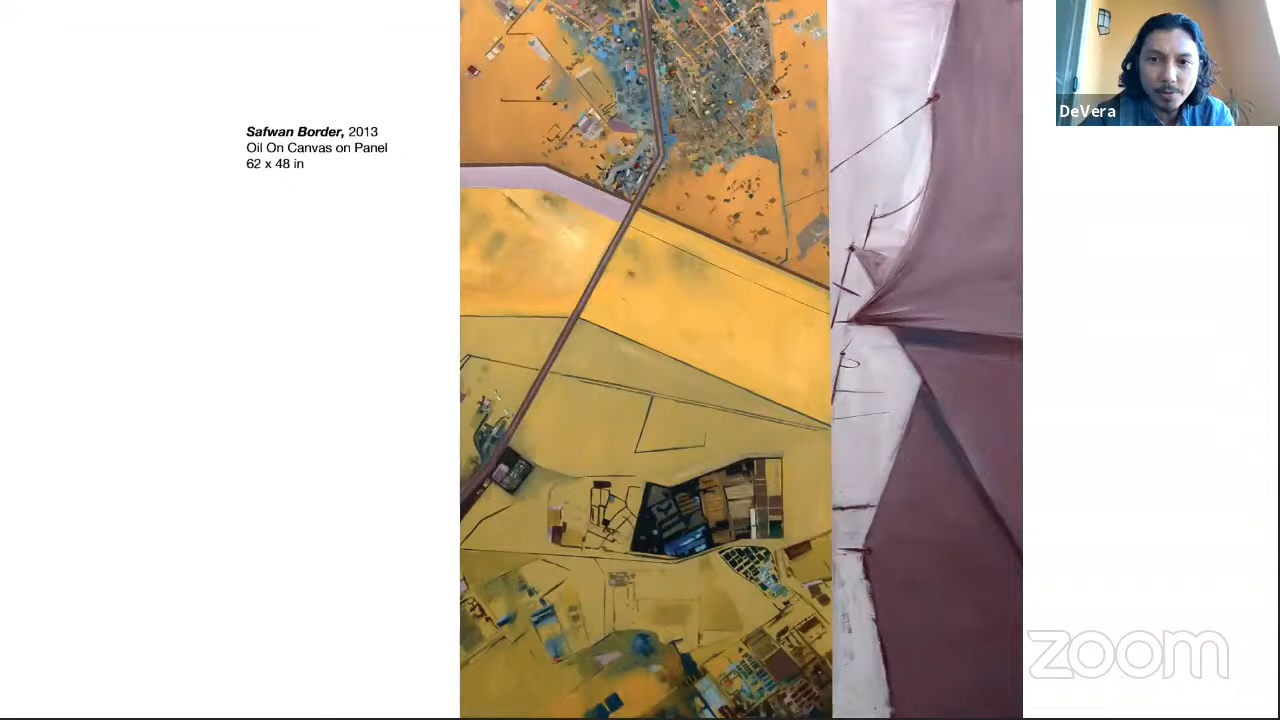 Safwan Border, 2013
Oil On Canvas on Panel
62 x 48 in
DeVera
zoom